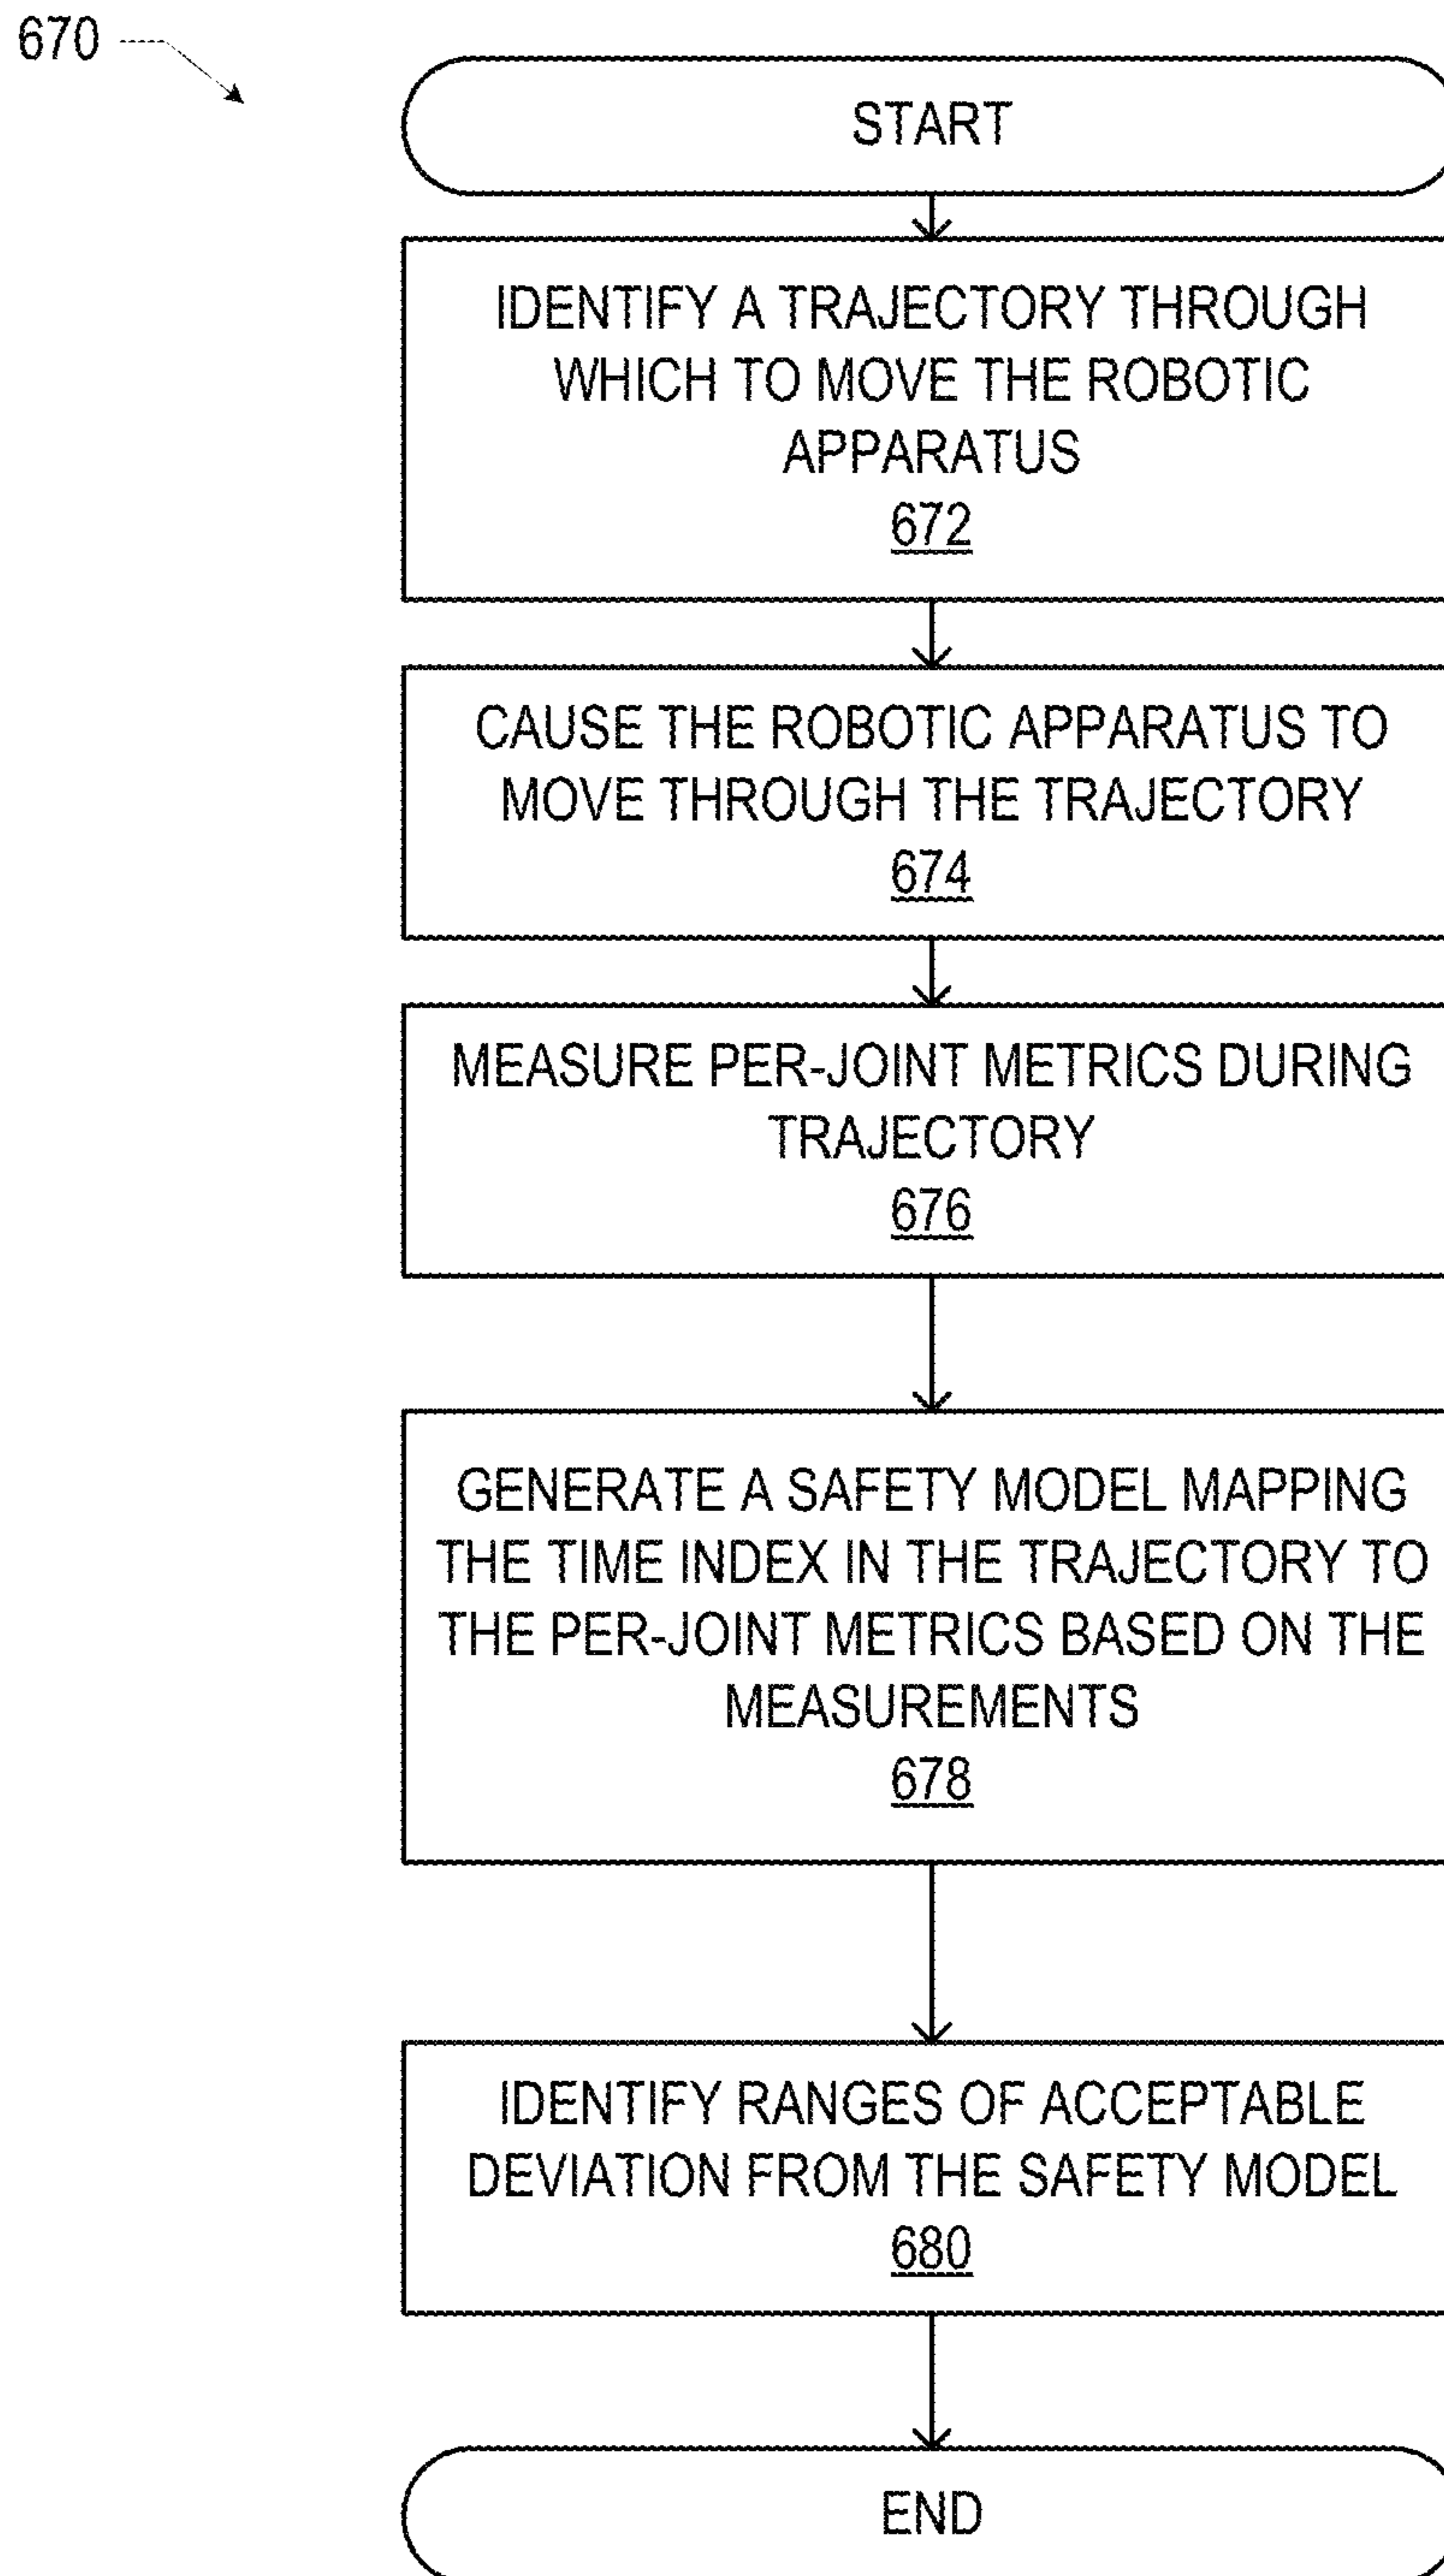 670
START
IDENTIFY A TRAJECTORY THROUGH
WHICH TO MOVE THE ROBOTIC
APPARATUS
672
CAUSE THE ROBOTIC APPARATUS TO
MOVE THROUGH THE TRAJECTORY
674
MEASURE PER-JOINT METRICS DURING
TRAJECTORY
676
GENERATE A SAFETY MODEL MAPPING
THE TIME INDEX IN THE TRAJECTORY TO
THE PER-JOINT METRICS BASED ON THE
MEASUREMENTS
678
IDENTIFY RANGES OF ACCEPTABLE
DEVIATION FROM THE SAFETY MODEL
680
END